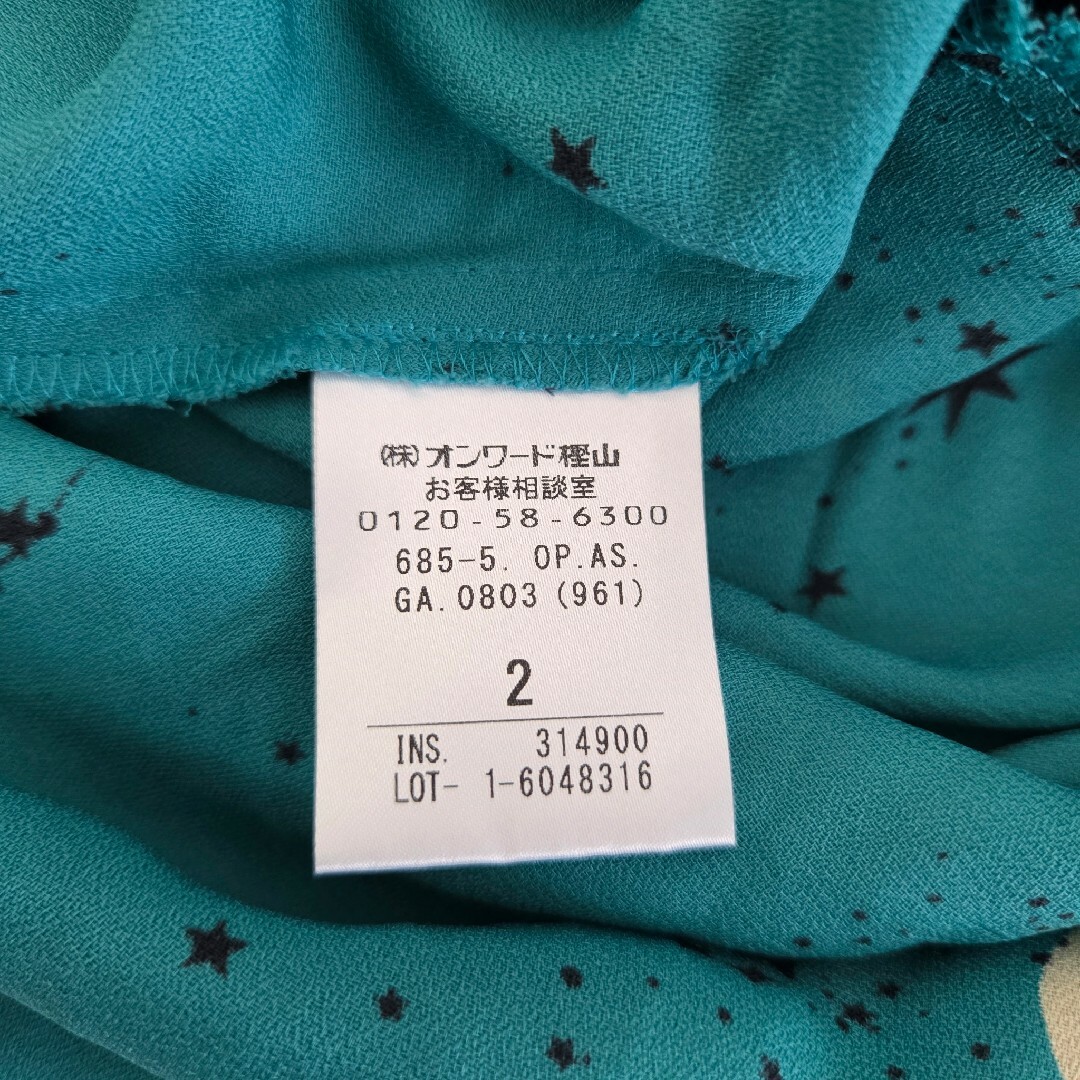 (株)オンワード樫山
お客様相談室
0120-58-6300
685-5. OP.AS.
GA.0803 (961)
2
INS. 314900
LOT- 1-6048316